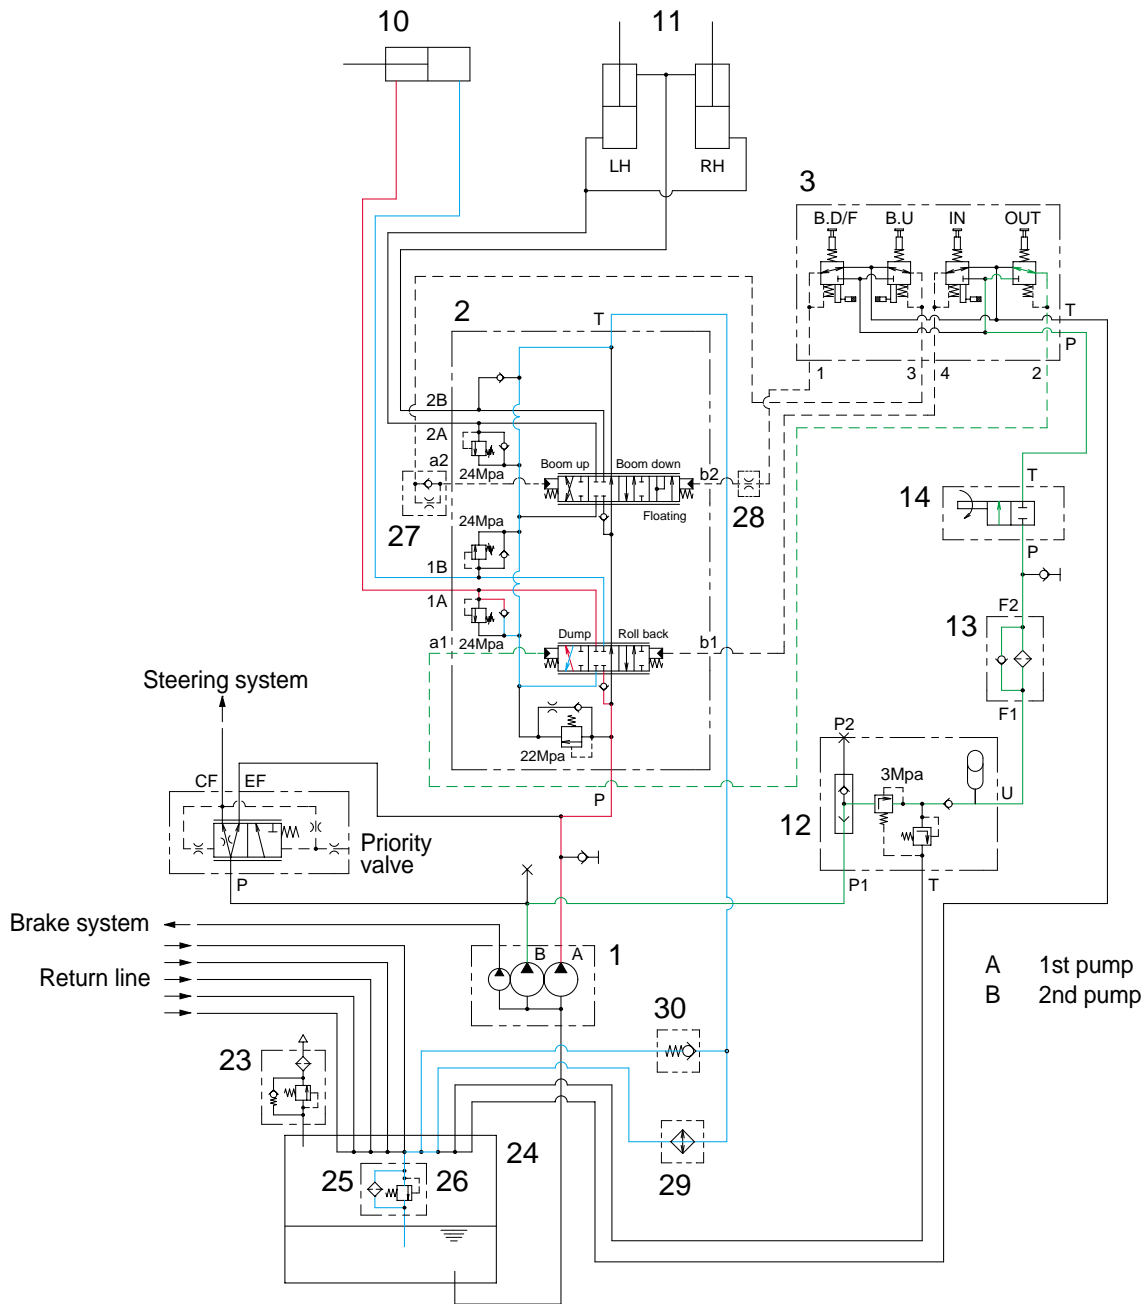 10
11
LH
RH
3
B.D/F
B.U
IN
OUT
T
P
1
3
4
2
2
T
2B
2A
a2
24Mpa
Boom up
Boom down
b2
Floating
27
28
24Mpa
1B
1A
a1
24Mpa
Dump
Roll back
b1
22Mpa
P
14
T
P
13
F2
F1
P2
3Mpa
U
12
P1
T
Steering system
CF
EF
Priority
valve
P
Brake system
Return line
B
A
1
A 1st pump
B 2nd pump
30
23
24
25
26
29